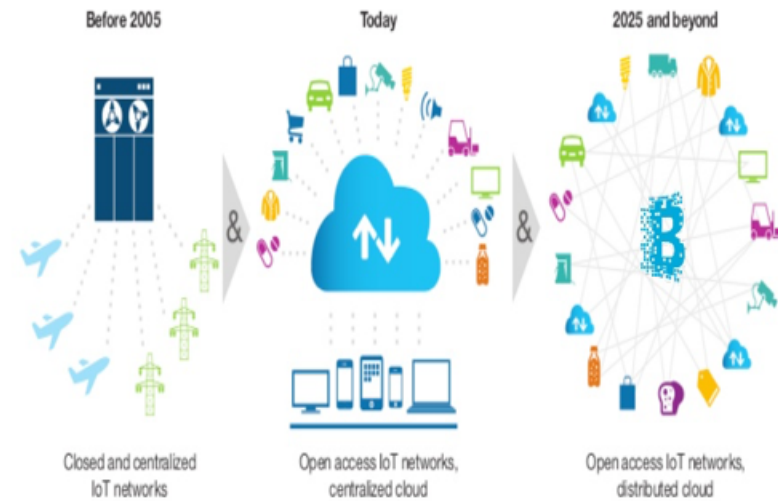 Before 2005
Today
2025 and beyond
&
&
B
Closed and centralized
IoT networks
Open access IoT networks,
centralized cloud
Open access IoT networks,
distributed cloud